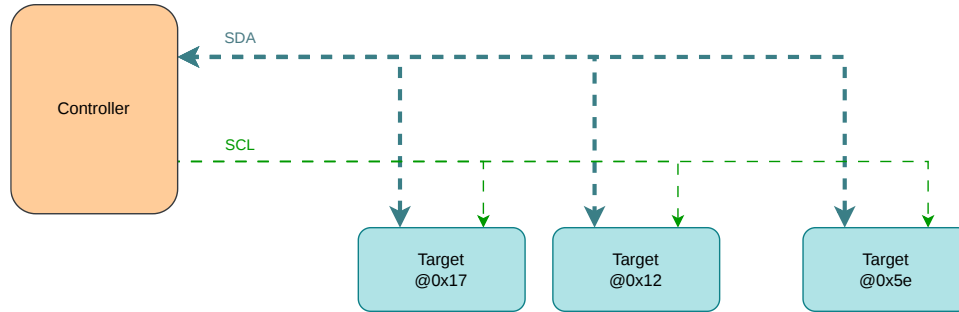 SDA
Controller
SCL
Target
@0x17
Target
@0x12
Target
@0x5e